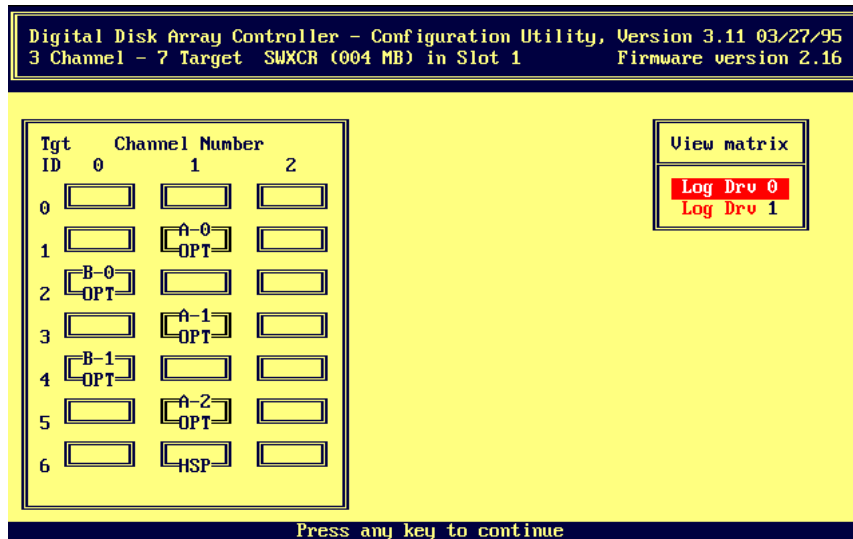 Digital Disk Array Controller - Configuration Utility, Version 3.11 03/27/95
3 Channel - 7 Target SWXCR (004 MB) in Slot 1 Firmware version 2.16
Tgt Channel Number
ID 0 1 2
0
1 A-0 OPT
2 B-0 OPT
3 A-1 OPT
4 B-1 OPT
5 A-2 OPT
6 HSP
View matrix
Log Drv 0
Log Drv 1
Press any key to continue